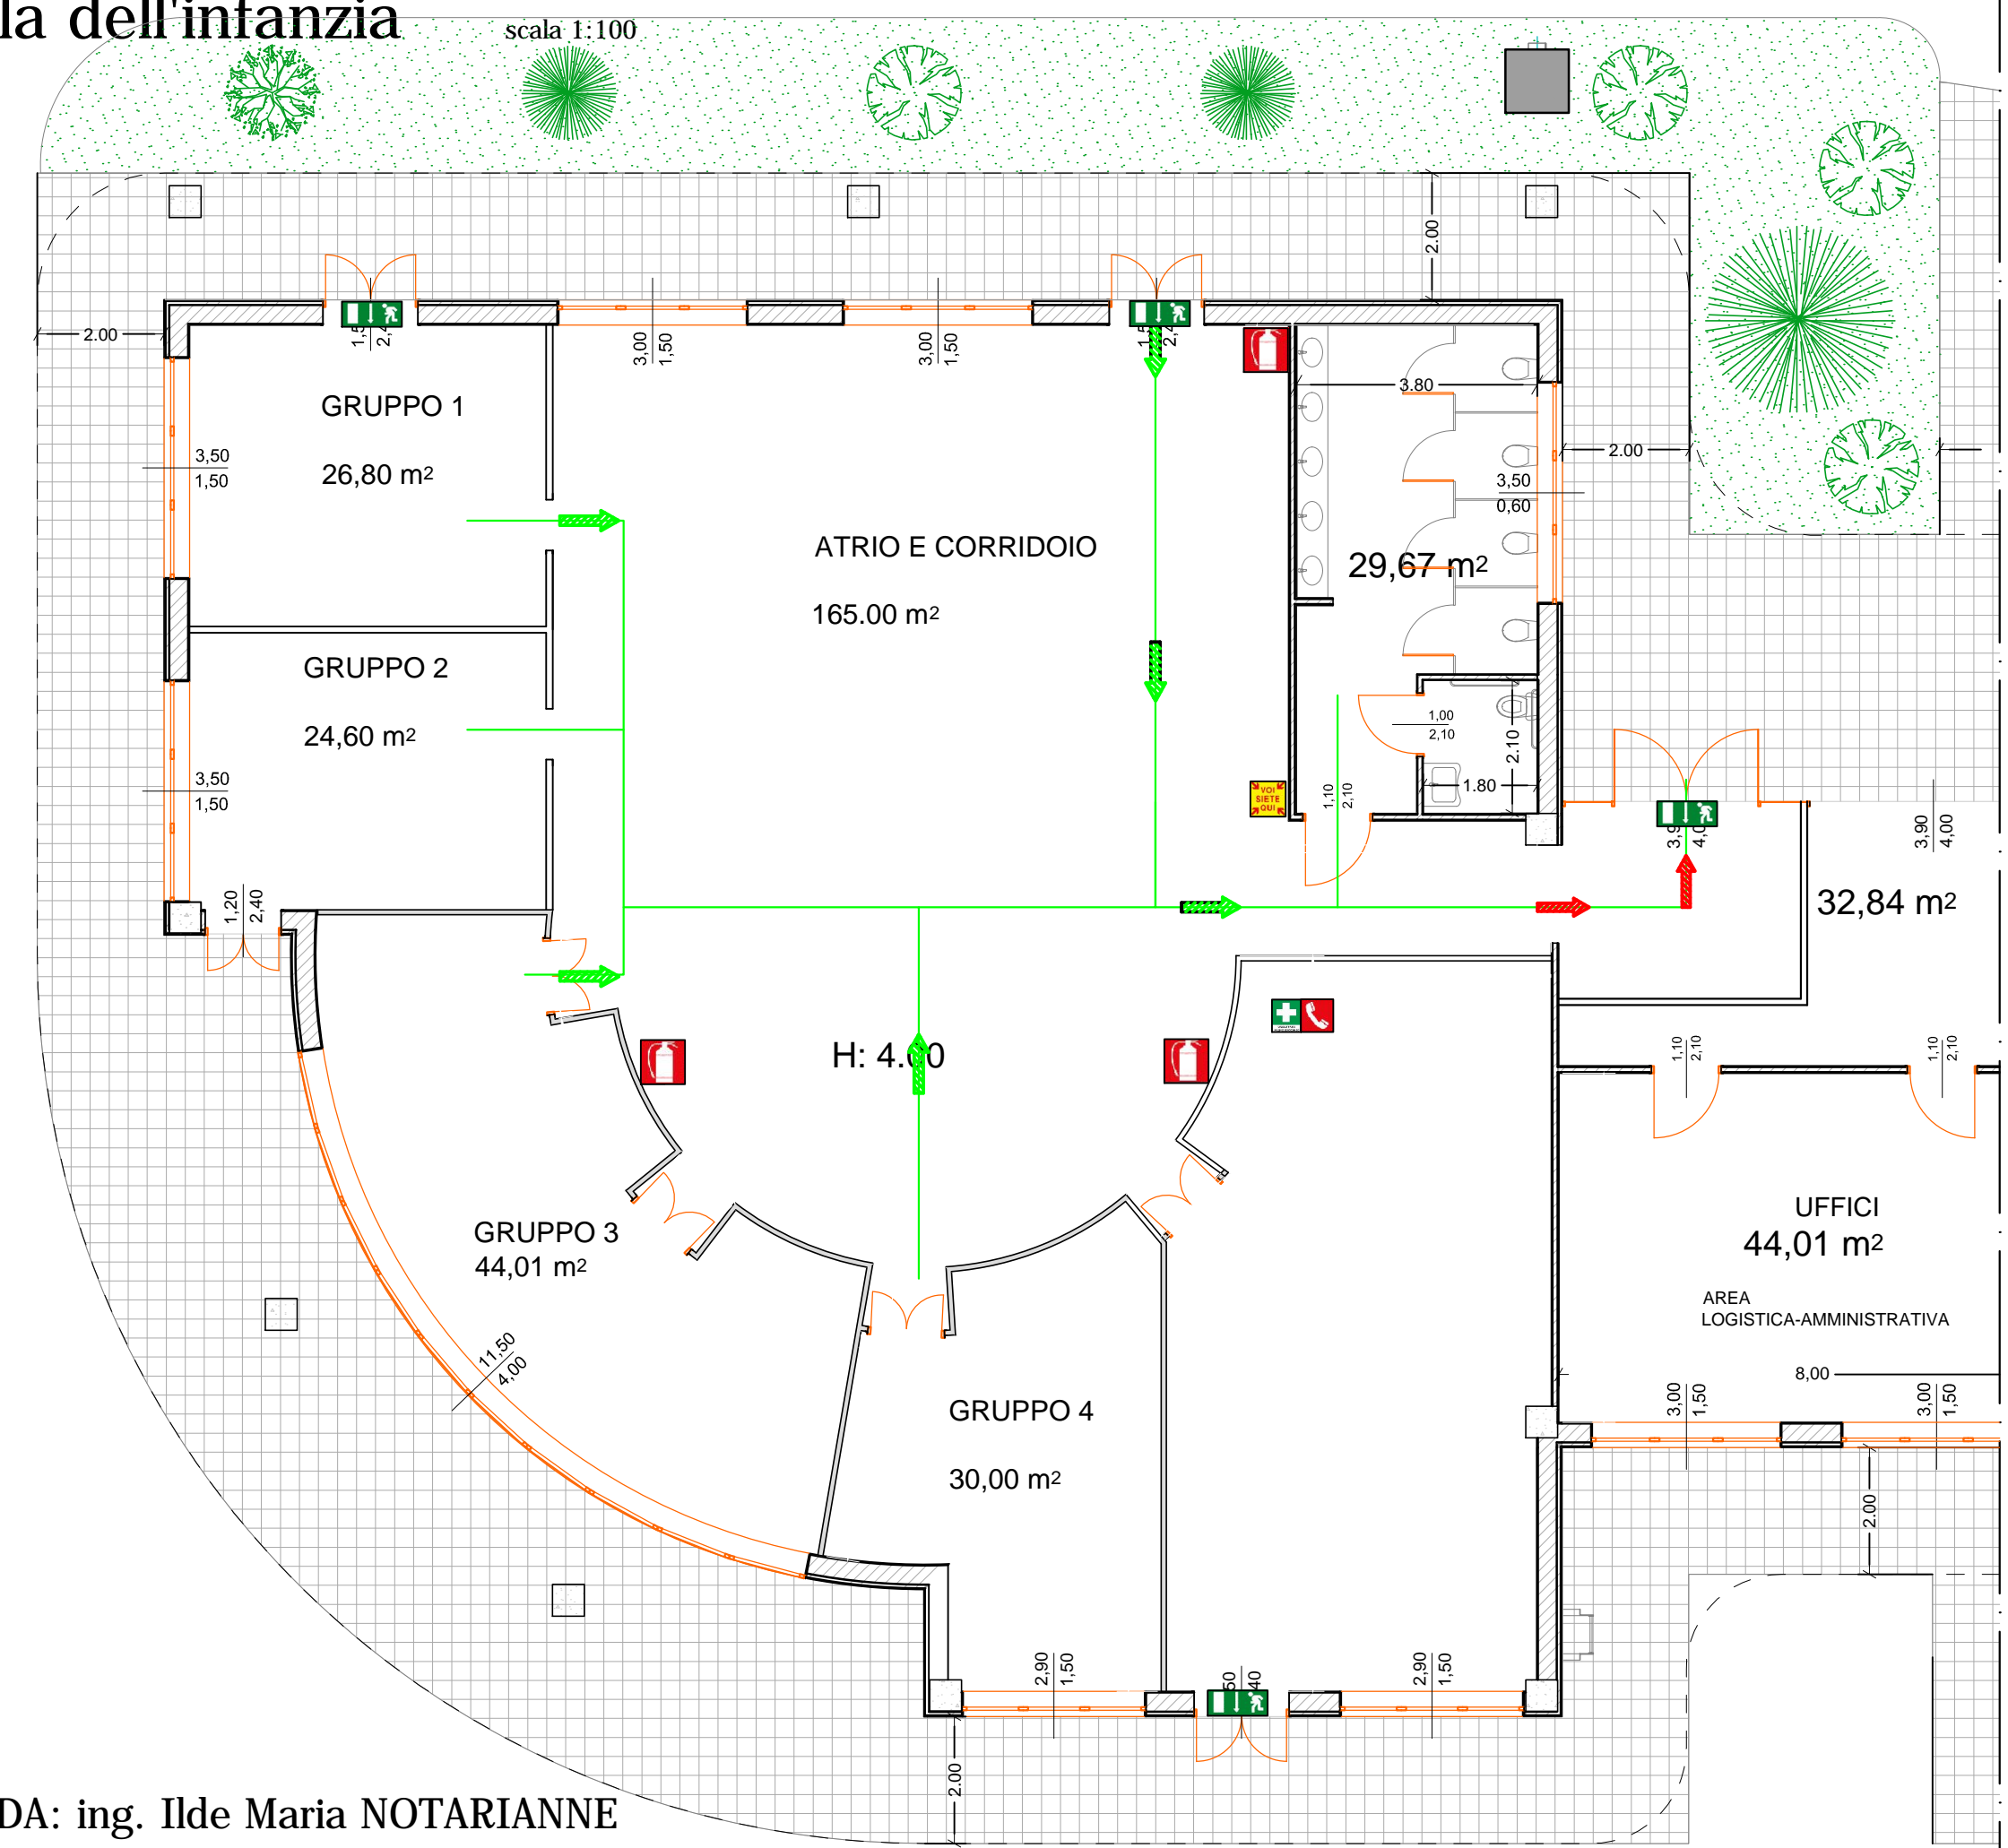 la dell'infanzia
scala 1:100
2.00
2.00
3,00
1,50
3,00
1,50
3.80
GRUPPO 1
26,80 m2
3,50
1,50
2.00
3,50
0,60
ATRIO E CORRIDOIO
165.00 m2
29,67 m2
GRUPPO 2
24,60 m2
3,50
1,50
1,00
2,10
2.10
1.80
VOI
SIETE
QUI
1,10
2,10
3,90
4,00
1,20
2,40
32,84 m2
H: 4.00
1,10
2,10
1,10
2,10
GRUPPO 3
44,01 m2
UFFICI
44,01 m2
AREA
LOGISTICA-AMMINISTRATIVA
11,50
4,00
8,00
3,00
1,50
3,00
1,50
GRUPPO 4
30,00 m2
2.00
2,90
1,50
50
40
2,90
1,50
2.00
DA: ing. Ilde Maria NOTARIANNE